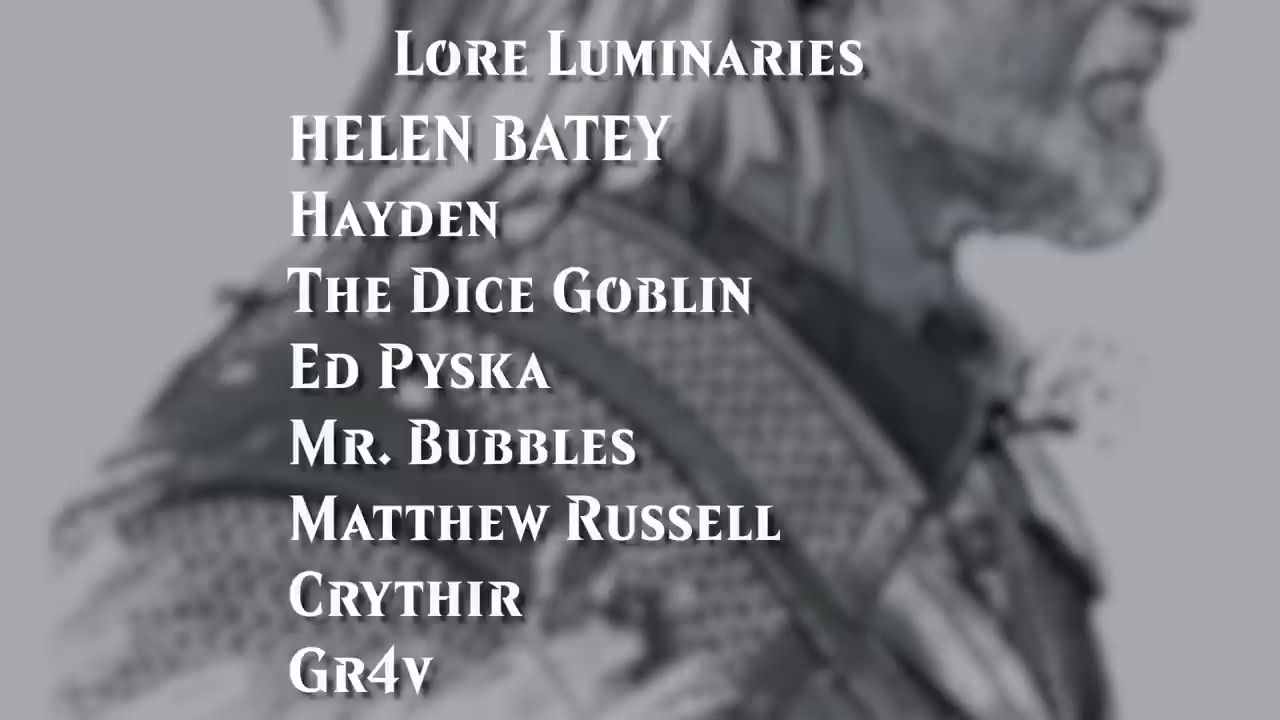 Lore Luminaries
HELEN BATEY
Hayden
The Dice Goblin
Ed Pyska
Mr. Bubbles
Matthew Russell
Crythir
Gr4v